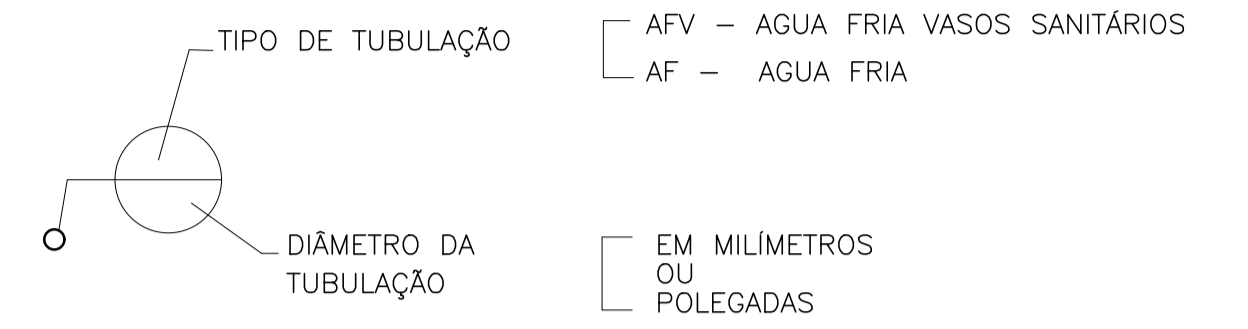 TIPO DE TUBULAÇÃO
AFV – AGUA FRIA VASOS SANITÁRIOS
AF – AGUA FRIA
DIÂMETRO DA
TUBULAÇÃO
EM MILÍMETROS
OU
POLEGADAS